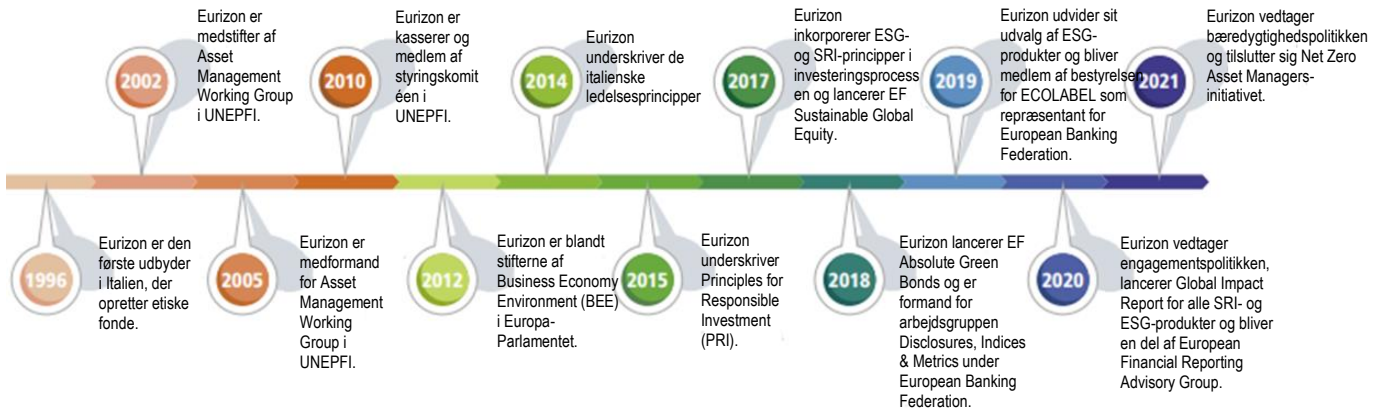 1996
Eurizon er den
første udbyder
i Italien, der
opretter etiske
fonde.
2002
Eurizon er
medstifter af
Asset
Management
Working Group
i UNEPFI.
2005
Eurizon er
medformand
for Asset
Management
Working
Group i
UNEPFI.
2010
Eurizon er
kasserer og
medlem af
styringskomit
éen i
UNEPFI.
2012
Eurizon er blandt
stifterne af
Business Economy
Environment (BEE)
i Europa-
Parlamentet.
2014
Eurizon
underskriver de
italienske
ledelsesprincipper
2015
Eurizon
underskriver
Principles for
Responsible
Investment
(PRI).
2017
Eurizon
inkorporerer ESG-
og SRI-principper i
investeringsprocess
en og lancerer EF
Sustainable Global
Equity.
2018
Eurizon lancerer EF
Absolute Green
Bonds og er
formand for
arbejdsgruppen
Disclosures, Indices
& Metrics under
European Banking
Federation.
2019
Eurizon udvider sit
udvalg af ESG-
produkter og bliver
medlem af bestyrelsen
for ECOLABEL som
repræsentant for
European Banking
Federation.
2020
Eurizon vedtager
engagementspolitikken,
lancerer Global Impact
Report for alle SRI- og
ESG-produkter og bliver
en del af European
Financial Reporting
Advisory Group.
2021
Eurizon vedtager
bæredygtighedspolitikken
og tilslutter sig Net Zero
Asset Managers-
initiativet.